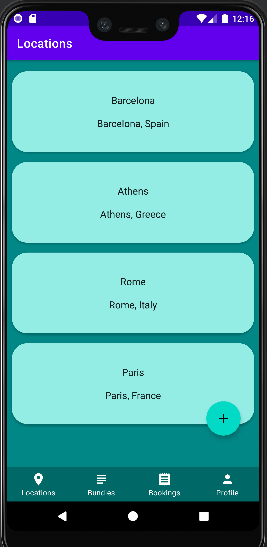 12:16
Locations
Barcelona
Barcelona, Spain
Athens
Athens, Greece
Rome
Rome, Italy
Paris
Paris, France
+
Locations Bundles Bookings Profile